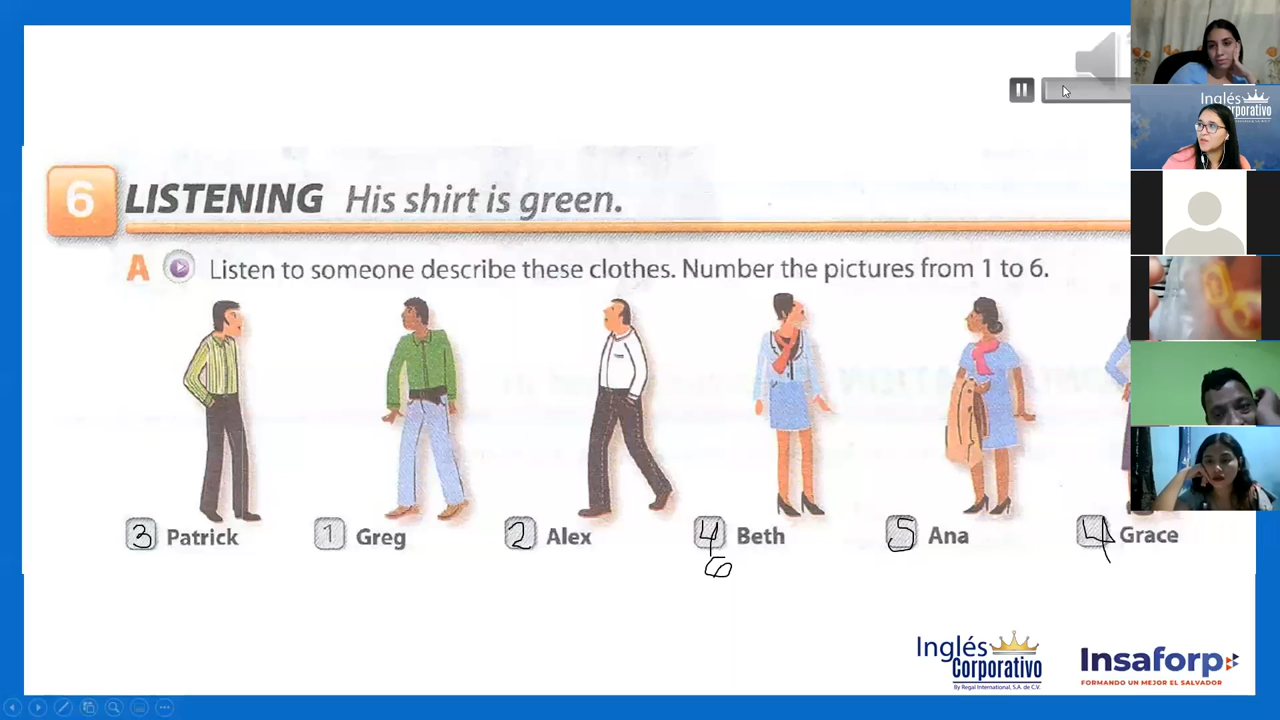 6 LISTENING His shirt is green.
A Listen to someone describe these clothes. Number the pictures from 1 to 6.
3 Patrick 1 Greg 2 Alex 4 Beth 5 Ana 4 Grace
6
Inglés
Corporativo
By Regal International, S.A. de C.V.
Insaforp
FORMANDO UN MEJOR EL SALVADOR
Inglés